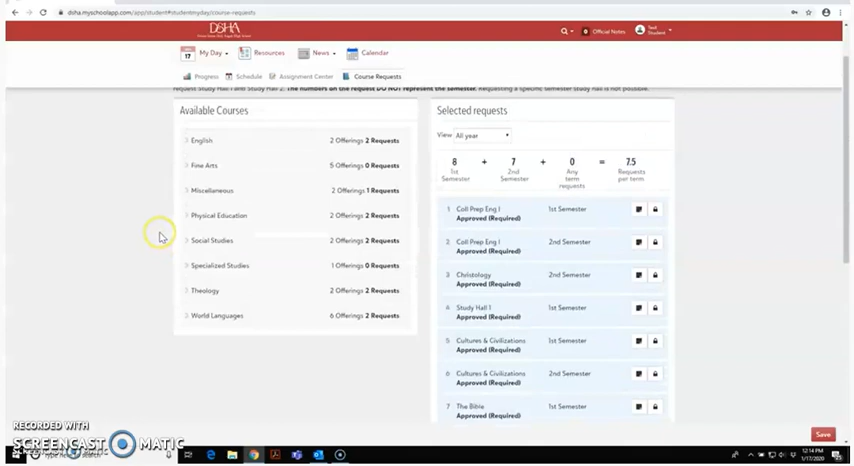 dsha.myschoolapp.com/app/student#studentmyday/course-requests
DSHA
Official Notes
Test
Student
My Day
Resources
News
Calendar
Progress
Schedule
Assignment Center
Course Requests
request Study Hall 1 and Study Hall 2. The numbers on the request DO NOT represent the semester. Requesting a specific semester study hall is not possible.
Available Courses
English 2 Offerings 2 Requests
Fine Arts 5 Offerings 0 Requests
Miscellaneous 2 Offerings 1 Requests
Physical Education 2 Offerings 2 Requests
Social Studies 2 Offerings 2 Requests
Specialized Studies 1 Offerings 0 Requests
Theology 2 Offerings 2 Requests
World Languages 6 Offerings 2 Requests
Selected requests
View All year
8 + 7 + 0 = 7.5
1st Semester
2nd Semester
Any term requests
Requests per term
1 Coll Prep Eng I 1st Semester
Approved (Required)
2 Coll Prep Eng I 2nd Semester
Approved (Required)
3 Christology 2nd Semester
Approved (Required)
4 Study Hall 1 1st Semester
Approved (Required)
5 Cultures & Civilizations 1st Semester
Approved (Required)
6 Cultures & Civilizations 2nd Semester
Approved (Required)
7 The Bible 1st Semester
Approved (Required)
Save
RECORDED WITH
SCREENCAST MATIC
Type here to search
12:14 PM
1/17/2020